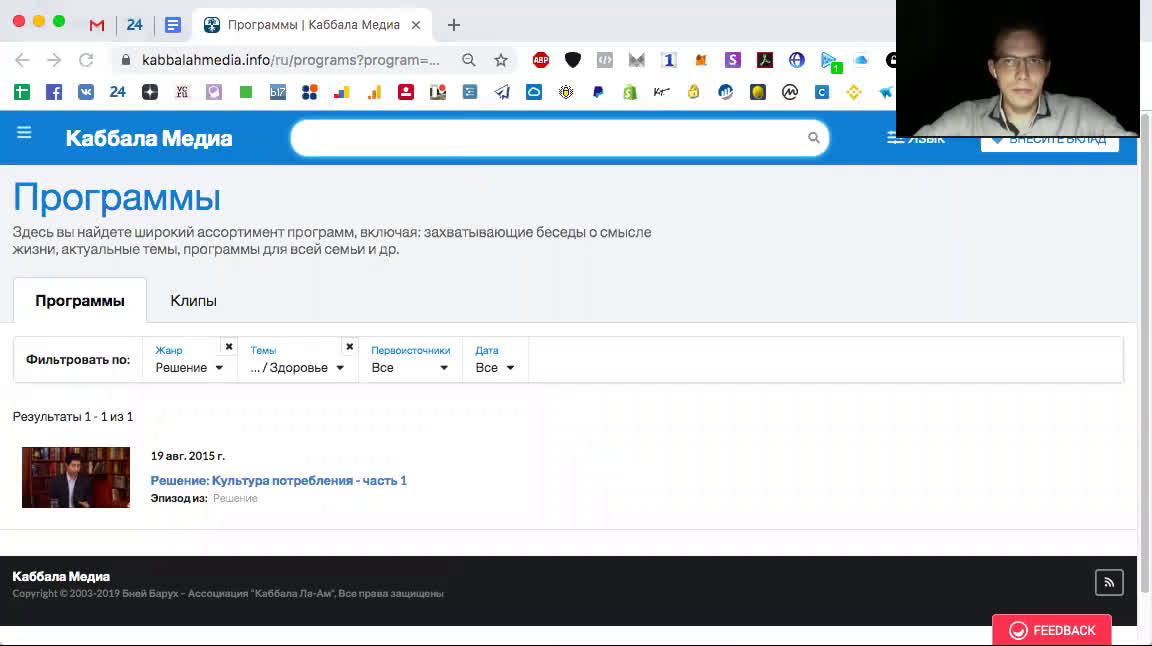 24
Программы | Каббала Медиа
kabbalahmedia.info/ru/programs?program=...
ABP
1
S
1
24
b17
Каббала Медиа
ЯЗЫК
ВНЕСИТЕ ВКЛАД
Программы
Здесь вы найдете широкий ассортимент программ, включая: захватывающие беседы о смысле
жизни, актуальные темы, программы для всей семьи и др.
Программы
Клипы
Фильтровать по:
Жанр
Решение
Темы
... / Здоровье
Первоисточники
Все
Дата
Все
Результаты 1 - 1 из 1
19 авг. 2015 г.
Решение: Культура потребления - часть 1
Эпизод из: Решение
Каббала Медиа
Copyright © 2003-2019 Бней Барух – Ассоциация "Каббала Ла-Ам", Все права защищены
FEEDBACK